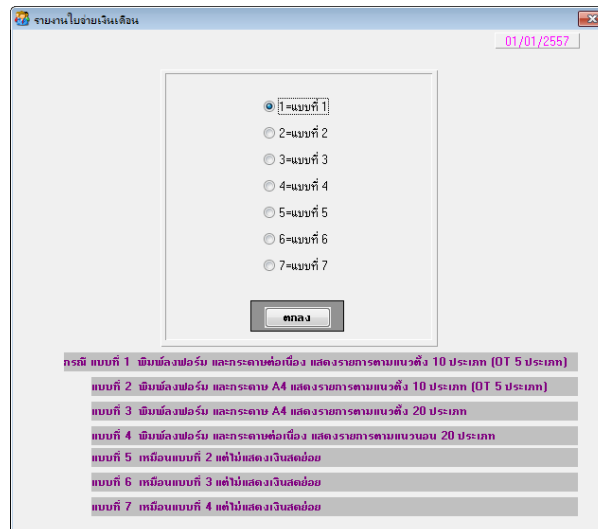 รายงานใบจ่ายเงินเดือน
01/01/2557
1=แบบที่ 1
2=แบบที่ 2
3=แบบที่ 3
4=แบบที่ 4
5=แบบที่ 5
6=แบบที่ 6
7=แบบที่ 7
ตกลง
กรณี แบบที่ 1 พิมพ์ลงฟอร์ม และกระดาษต่อเนื่อง แสดงรายการตามแนวตั้ง 10 ประเภท (OT 5 ประเภท)
แบบที่ 2 พิมพ์ลงฟอร์ม และกระดาษ A4 แสดงรายการตามแนวตั้ง 10 ประเภท (OT 5 ประเภท)
แบบที่ 3 พิมพ์ลงฟอร์ม และกระดาษ A4 แสดงรายการตามแนวตั้ง 20 ประเภท
แบบที่ 4 พิมพ์ลงฟอร์ม และกระดาษต่อเนื่อง แสดงรายการตามแนวนอน 20 ประเภท
แบบที่ 5 เหมือนแบบที่ 2 แต่ไม่แสดงเงินสดย่อย
แบบที่ 6 เหมือนแบบที่ 3 แต่ไม่แสดงเงินสดย่อย
แบบที่ 7 เหมือนแบบที่ 4 แต่ไม่แสดงเงินสดย่อย